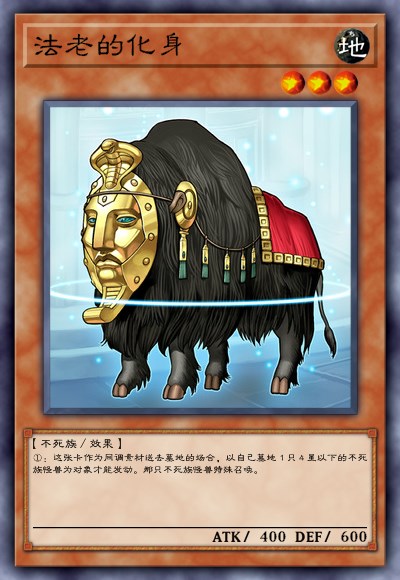 法老的化身
地
【不死族／效果】
①：这张卡作为同调素材送去墓地的场合，以自己墓地1只4星以下的不死
族怪兽为对象才能发动。那只不死族怪兽特殊召唤。
ATK/ 400 DEF/ 600